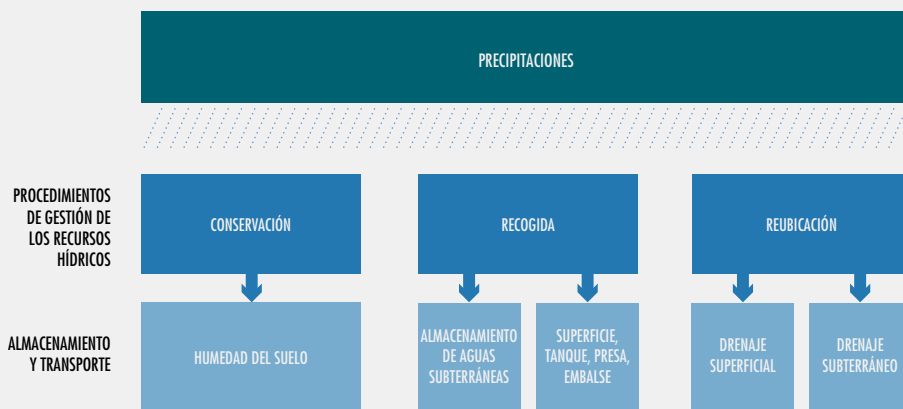 PRECIPITACIONES
PROCEDIMIENTOS
DE GESTIÓN DE
LOS RECURSOS
HÍDRICOS
CONSERVACIÓN
RECOGIDA
REUBICACIÓN
ALMACENAMIENTO
Y TRANSPORTE
HUMEDAD DEL SUELO
ALMACENAMIENTO
DE AGUAS
SUBTERRÁNEAS
SUPERFICIE,
TANQUE, PRESA,
EMBALSE
DRENAJE
SUPERFICIAL
DRENAJE
SUBTERRÁNEO